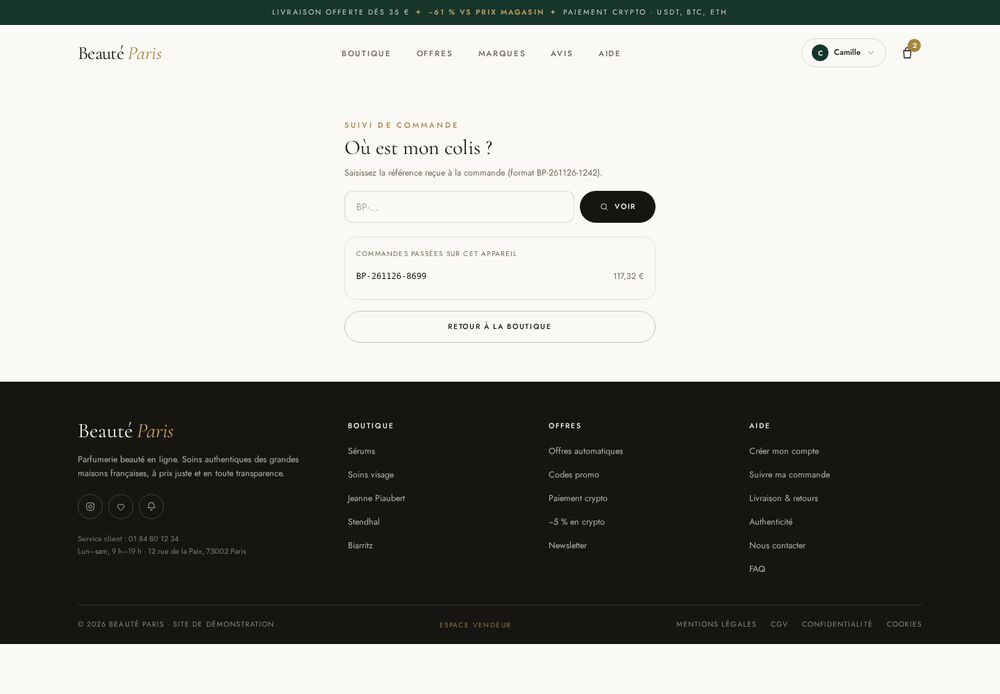 LIVRAISON OFFERTE DÈS 35 € ✦ −61 % VS PRIX MAGASIN ✦ PAIEMENT CRYPTO · USDT, BTC, ETH
Beauté Paris
BOUTIQUE OFFRES MARQUES AVIS AIDE
C Camille
2
SUIVI DE COMMANDE
Où est mon colis ?
Saisissez la référence reçue à la commande (format BP-261126-1242).
BP-…
VOIR
COMMANDES PASSÉES SUR CET APPAREIL
BP-261126-8699 117,32 €
RETOUR À LA BOUTIQUE
Beauté Paris
Parfumerie beauté en ligne. Soins authentiques des grandes
maisons françaises, à prix juste et en toute transparence.
Service client : 01 84 80 12 34
Lun–sam, 9 h–19 h · 12 rue de la Paix, 75002 Paris
BOUTIQUE
Sérums
Soins visage
Jeanne Piaubert
Stendhal
Biarritz
OFFRES
Offres automatiques
Codes promo
Paiement crypto
−5 % en crypto
Newsletter
AIDE
Créer mon compte
Suivre ma commande
Livraison & retours
Authenticité
Nous contacter
FAQ
© 2026 BEAUTÉ PARIS · SITE DE DÉMONSTRATION
ESPACE VENDEUR
MENTIONS LÉGALES CGV CONFIDENTIALITÉ COOKIES